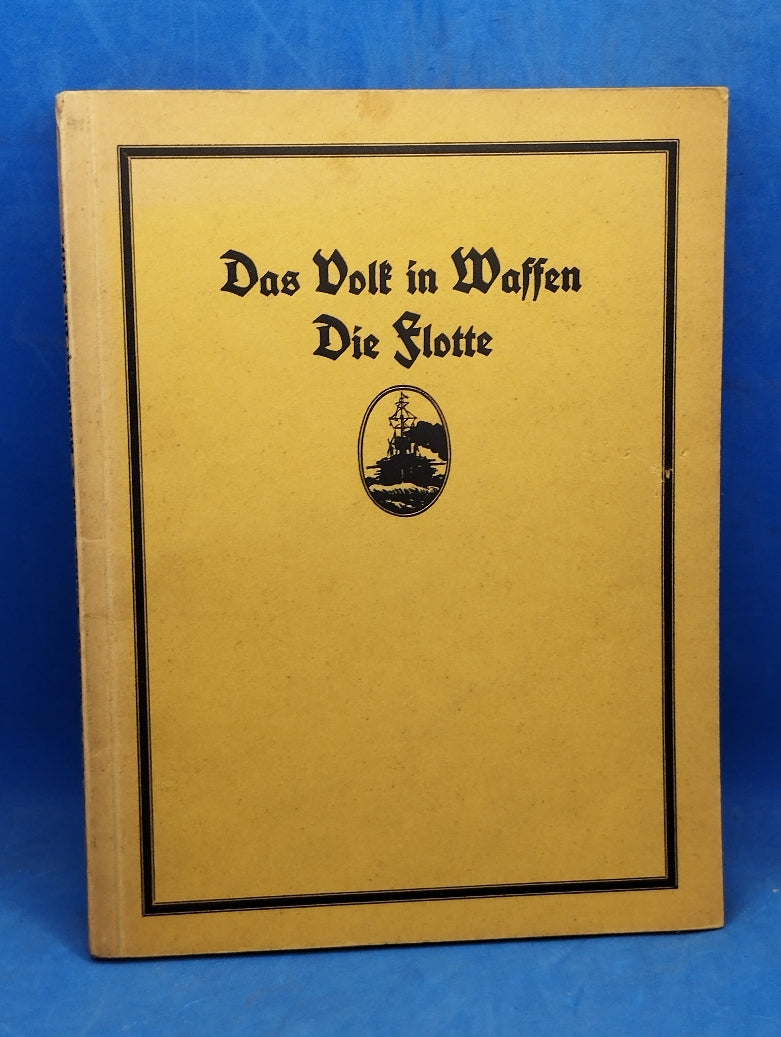 Das Volk in Waffen
Die Flotte